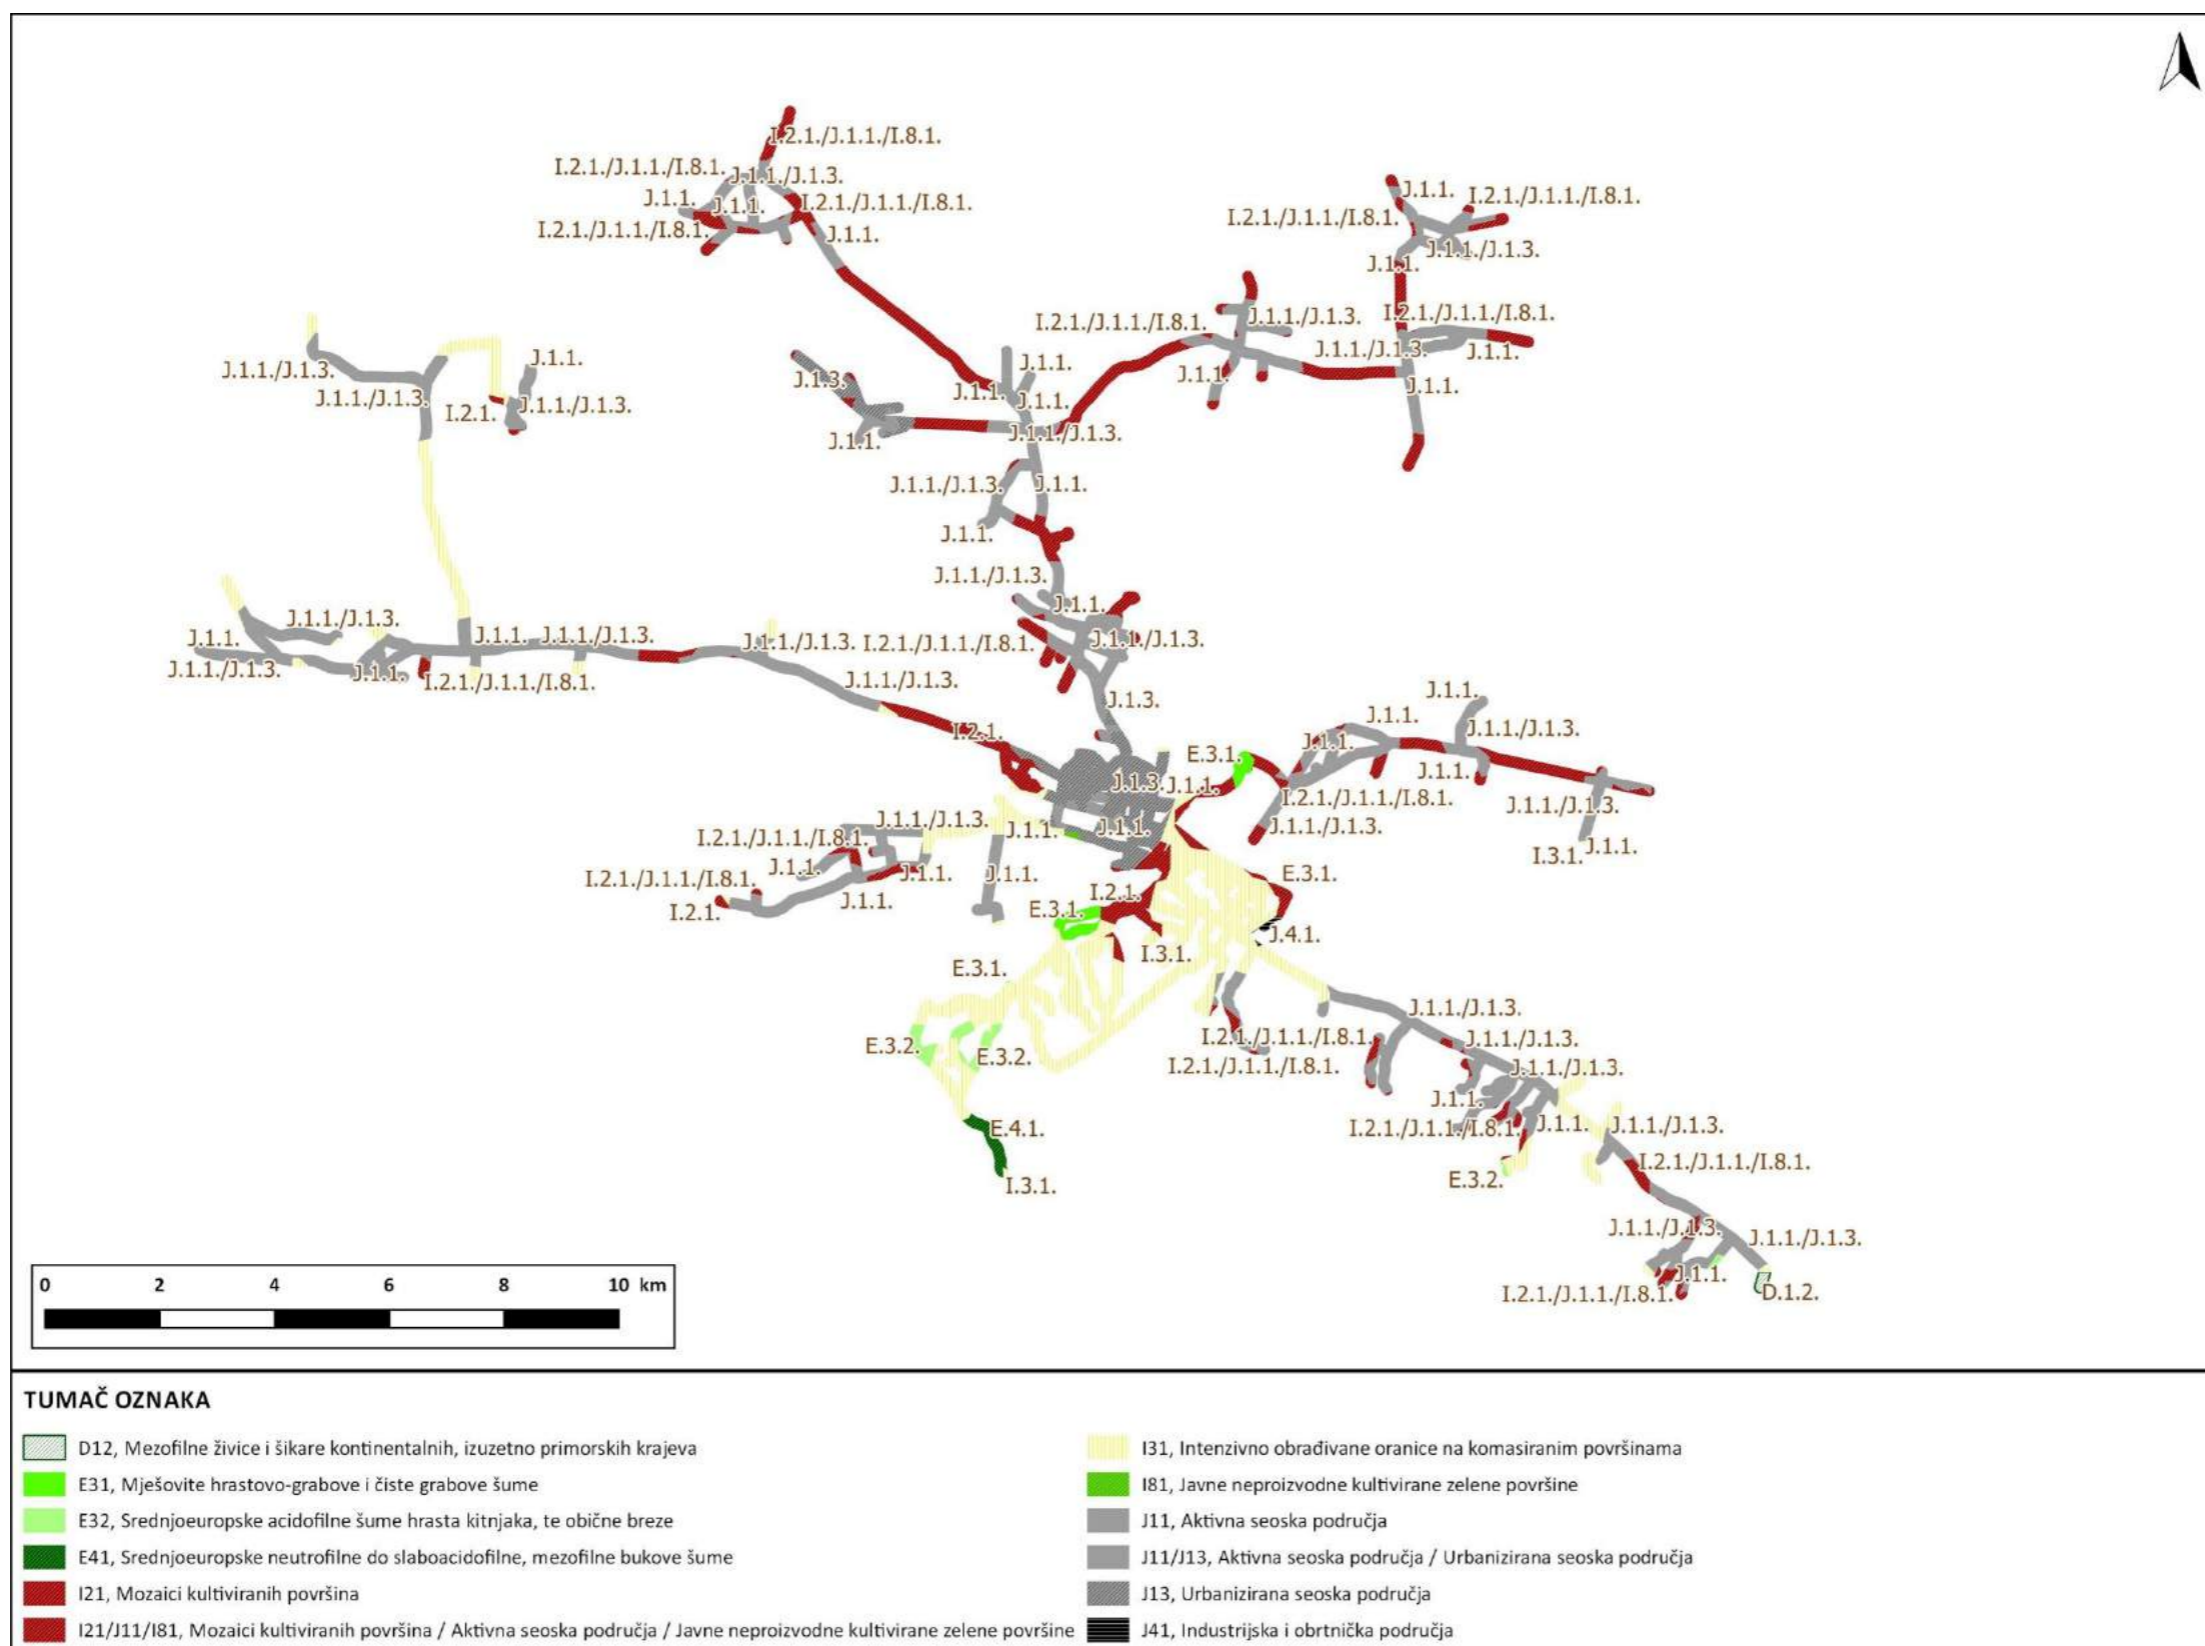 I.2.1./J.1.1./I.8.1.
I.2.1./J.1.1./I.8.1.
J.1.1./J.1.3.
J.1.1.
J.1.1.
I.2.1./J.1.1./I.8.1.
I.2.1./J.1.1./I.8.1.
J.1.1.
J.1.1.
I.2.1./J.1.1./I.8.1.
I.2.1./J.1.1./I.8.1.
J.1.1./J.1.3.
J.1.1.
I.2.1./J.1.1./I.8.1.
J.1.1./J.1.3.
I.2.1./J.1.1./I.8.1.
J.1.1./J.1.3.
J.1.1.
J.1.1.
J.1.1.
J.1.1./J.1.3.
J.1.1.
J.1.1./J.1.3.
J.1.1./J.1.3.
I.2.1.
J.1.1.
J.1.3.
J.1.1.
J.1.1.
J.1.1.
J.1.1./J.1.3.
J.1.1.
J.1.1./J.1.3.
J.1.1.
J.1.1.
J.1.1./J.1.3.
J.1.1.
J.1.1./J.1.3.
I.2.1./J.1.1./I.8.1.
J.1.1./J.1.3.
J.1.1./J.1.3.
J.1.1.
J.1.1./J.1.3.
J.1.1.
J.1.1./J.1.3.
J.1.1.
I.2.1./J.1.1./I.8.1.
J.1.1./J.1.3.
J.1.3.
I.2.1.
J.1.1.
J.1.1.
J.1.1./J.1.3.
E.3.1.
J.1.1.
J.1.1.
J.1.3.
J.1.1.
I.2.1./J.1.1./I.8.1.
J.1.1./J.1.3.
J.1.1./J.1.3.
J.1.1.
I.3.1.
J.1.1./J.1.3.
J.1.1.
J.1.1.
I.2.1./J.1.1./I.8.1.
J.1.1.
J.1.1.
J.1.1.
I.2.1./J.1.1./I.8.1.
J.1.1.
I.2.1.
E.3.1.
I.2.1.
E.3.1.
J.4.1.
I.3.1.
E.3.1.
E.3.2.
E.3.2.
J.1.1./J.1.3.
I.2.1./J.1.1./I.8.1.
J.1.1./J.1.3.
I.2.1./J.1.1./I.8.1.
J.1.1./J.1.3.
J.1.1.
I.2.1./J.1.1./I.8.1.
J.1.1.
J.1.1./J.1.3.
E.4.1.
I.3.1.
I.2.1./J.1.1./I.8.1.
E.3.2.
J.1.1./J.1.3.
J.1.1./J.1.3.
J.1.1.
I.2.1./J.1.1./I.8.1.
D.1.2.
0 2 4 6 8 10 km
TUMAČ OZNAKA
D12, Mezofilne živice i šikare kontinentalnih, izuzetno primorskih krajeva
E31, Mješovite hrastovo-grabove i čiste grabove šume
E32, Srednjoeuropske acidofilne šume hrasta kitnjaka, te obične breze
E41, Srednjoeuropske neutrofilne do slaboacidofilne, mezofilne bukove šume
I21, Mozaici kultiviranih površina
I21/J11/I81, Mozaici kultiviranih površina / Aktivna seoska područja / Javne neproizvodne kultivirane zelene površine
I31, Intenzivno obrađivane oranice na komasiranim površinama
I81, Javne neproizvodne kultivirane zelene površine
J11, Aktivna seoska područja
J11/J13, Aktivna seoska područja / Urbanizirana seoska područja
J13, Urbanizirana seoska područja
J41, Industrijska i obrtnička područja